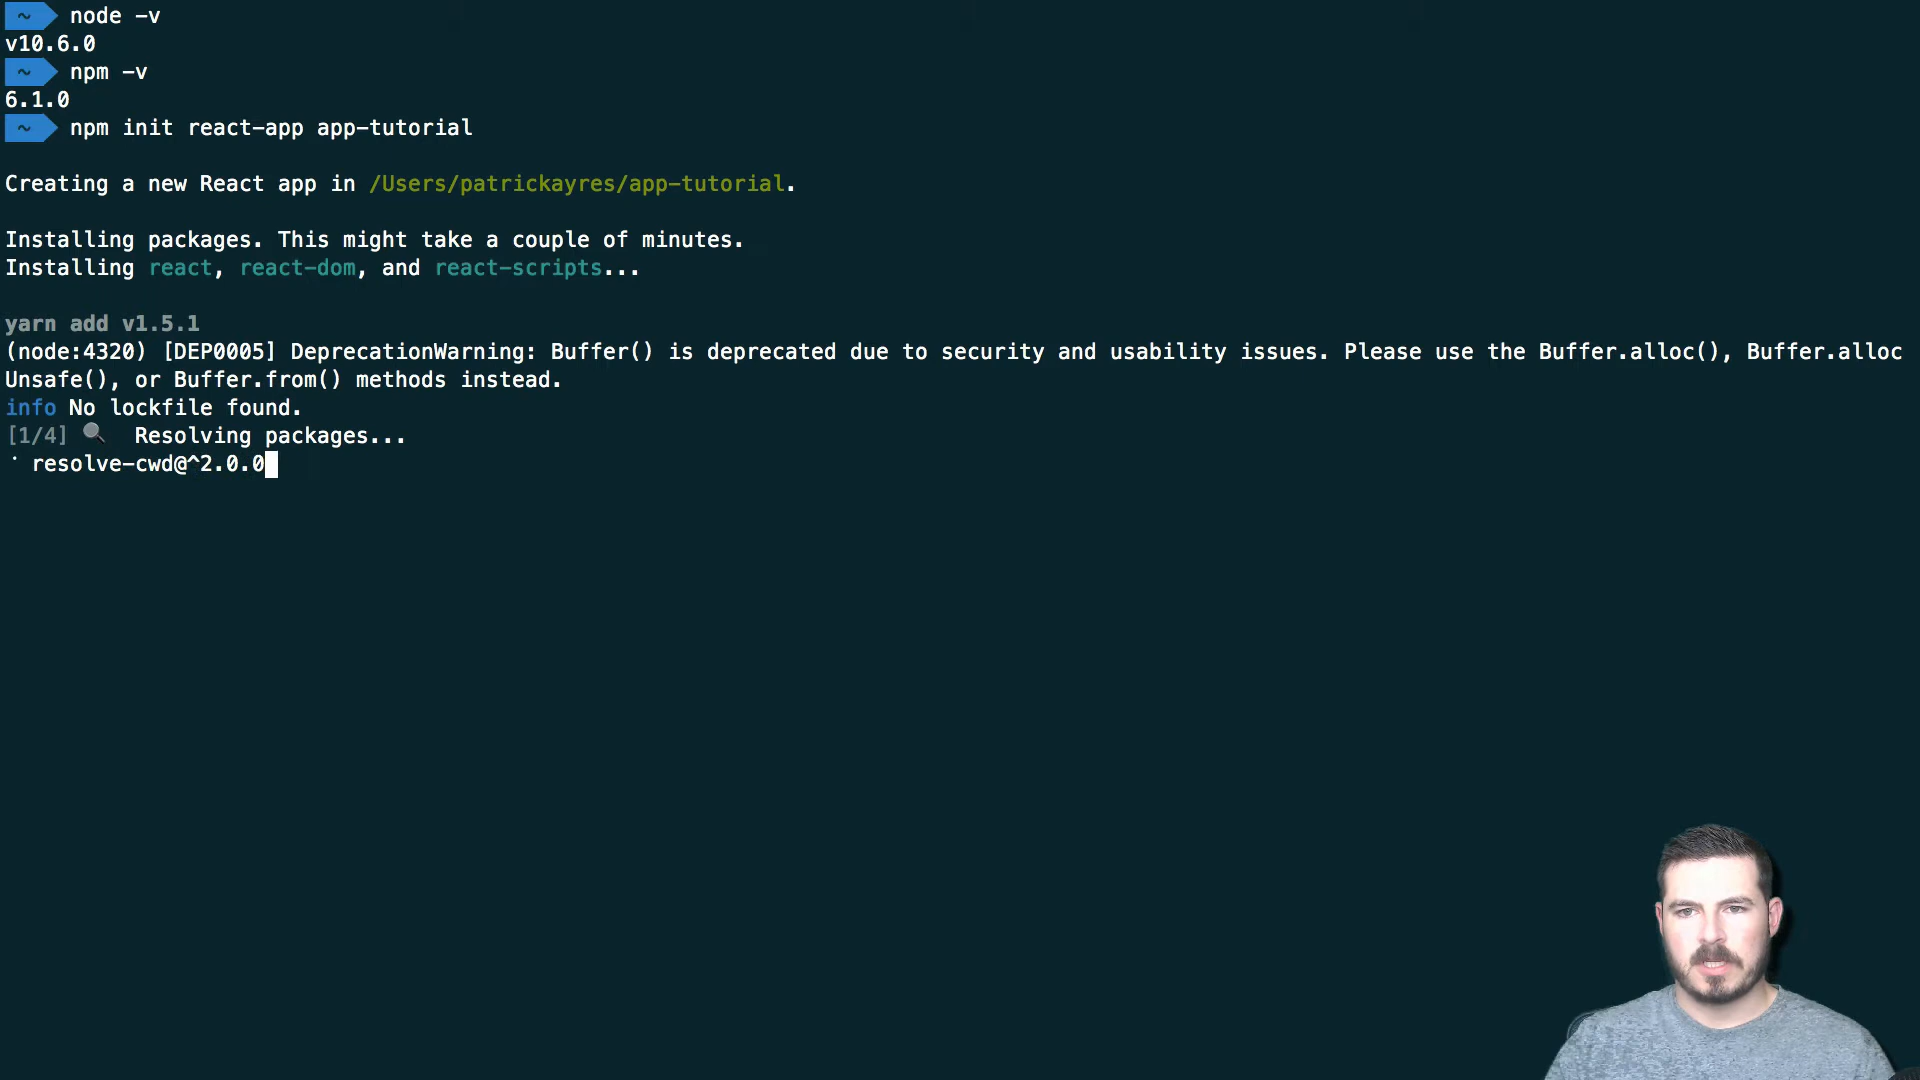 ~ node -v
v10.6.0
~ npm -v
6.1.0
~ npm init react-app app-tutorial
Creating a new React app in /Users/patrickayres/app-tutorial.
Installing packages. This might take a couple of minutes.
Installing react, react-dom, and react-scripts...
yarn add v1.5.1
(node:4320) [DEP0005] DeprecationWarning: Buffer() is deprecated due to security and usability issues. Please use the Buffer.alloc(), Buffer.alloc
Unsafe(), or Buffer.from() methods instead.
info No lockfile found.
[1/4] 🔍 Resolving packages...
⠈ resolve-cwd@^2.0.0